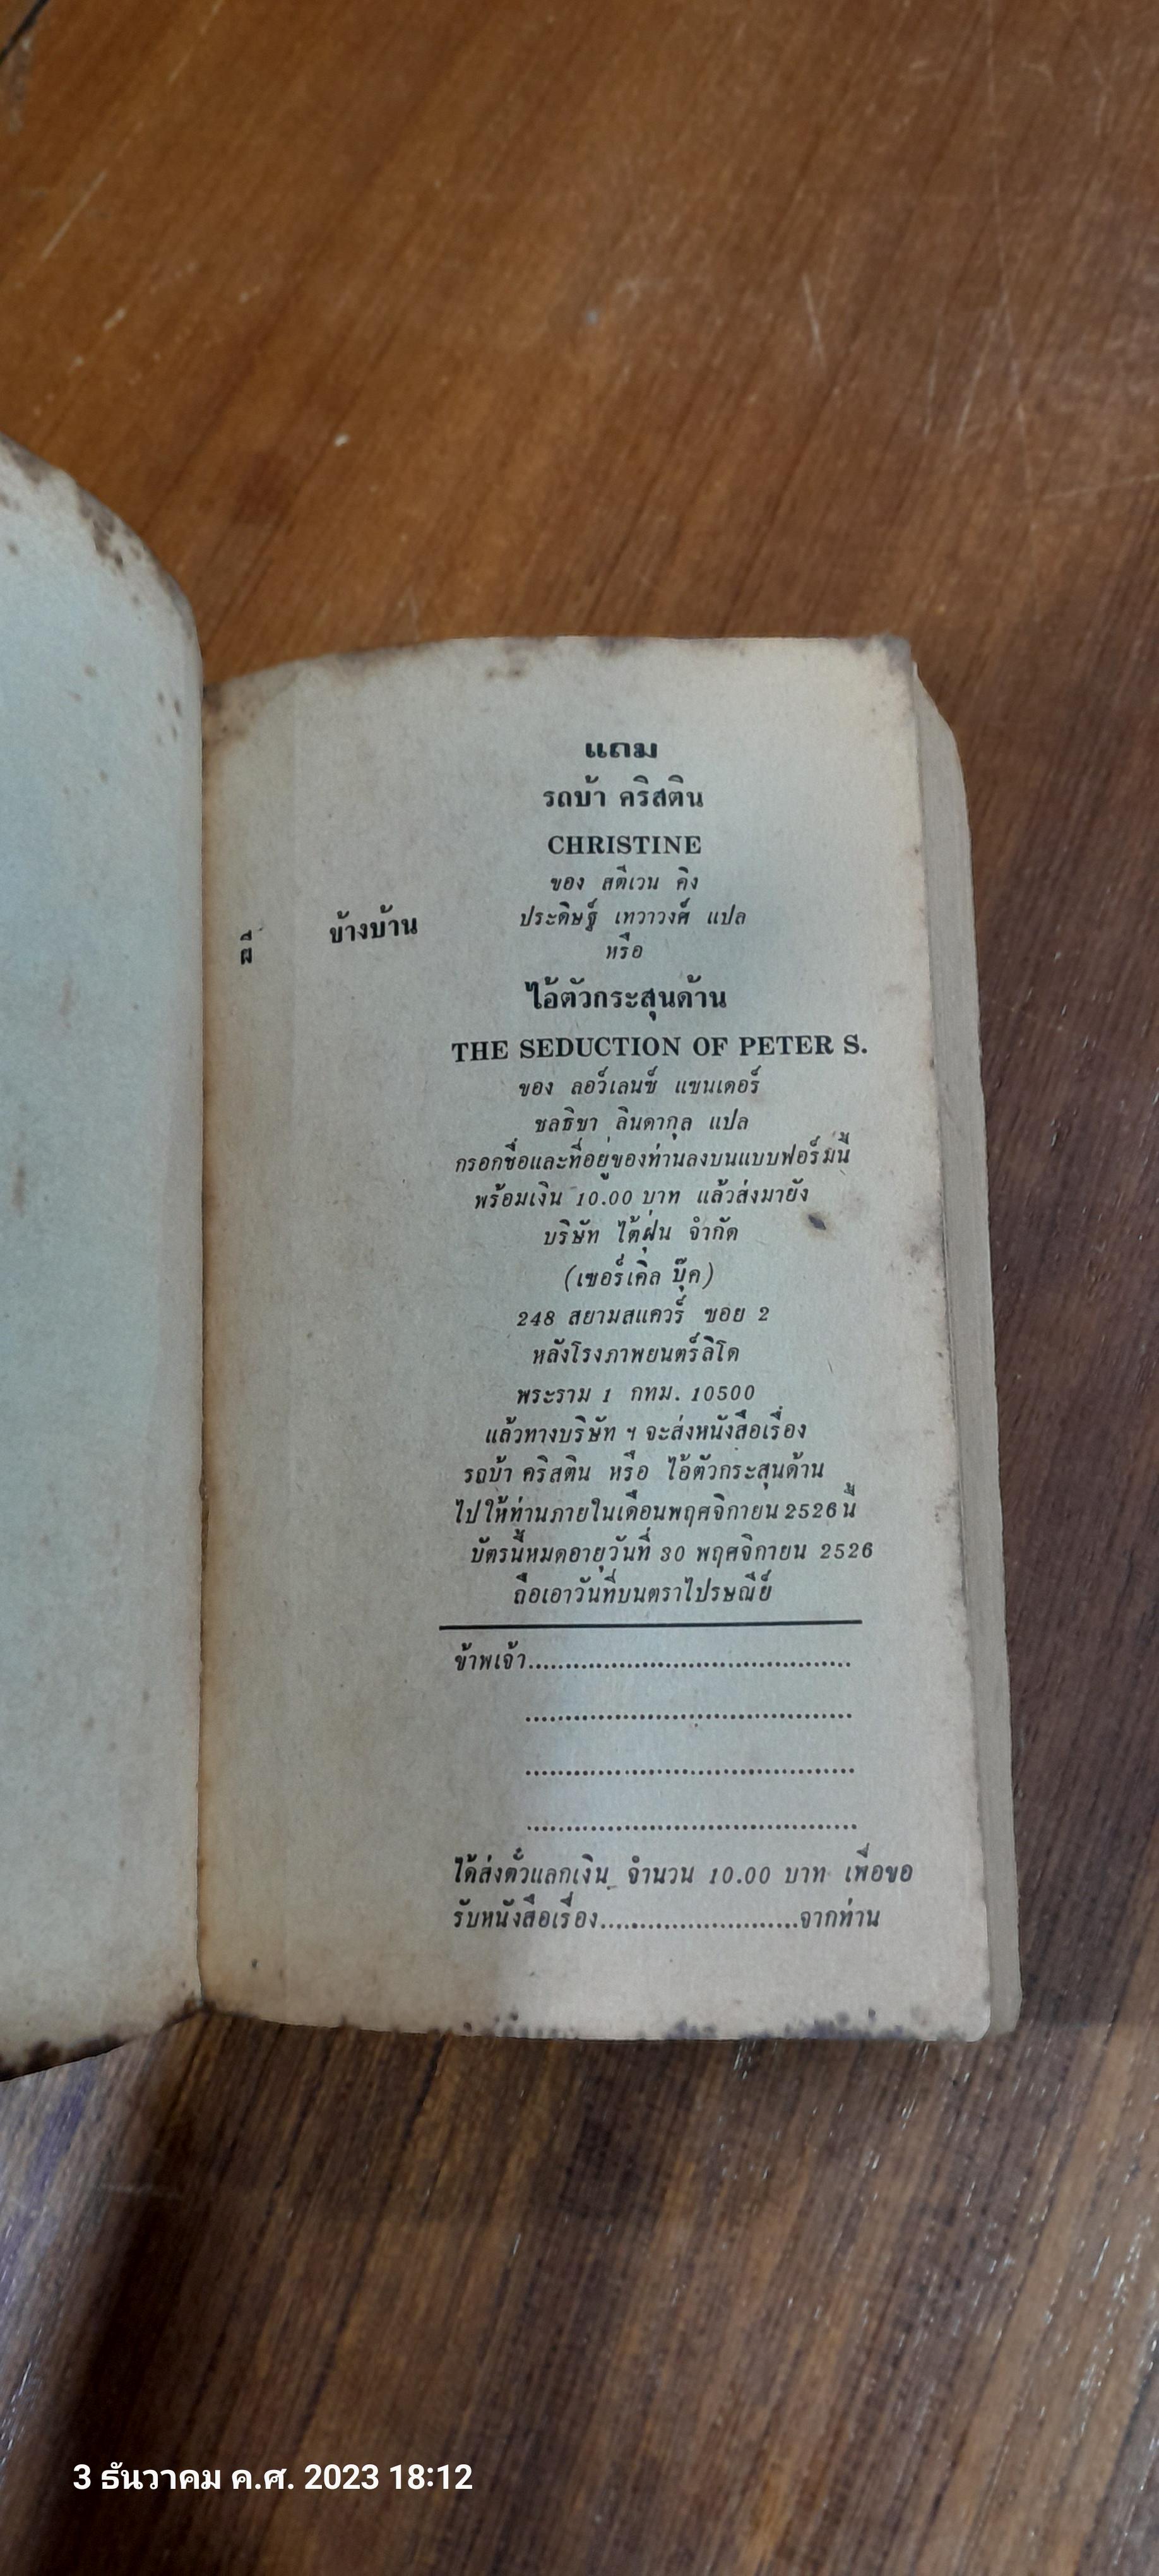 แถม
รถบ้า คริสติน
CHRISTINE
ของ สตีเวน คิง
ประดิษฐ์ เทวาวงศ์ แปล
หรือ
ผี ข้างบ้าน
ไอ้ตัวกระสุนด้าน
THE SEDUCTION OF PETER S.
ของ ลอว์เลนซ์ แซนเดอร์
ชลธิชา ลินดากุล แปล
กรอกชื่อและที่อยู่ของท่านลงบนแบบฟอร์มนี้
พร้อมเงิน 10.00 บาท แล้วส่งมายัง
บริษัท ไต้ฝุ่น จำกัด
(เซอร์เคิล บุ๊ค)
248 สยามสแควร์ ซอย 2
หลังโรงภาพยนตร์ลิโด
พระราม 1 กทม. 10500
แล้วทางบริษัท ฯ จะส่งหนังสือเรื่อง
รถบ้า คริสติน หรือ ไอ้ตัวกระสุนด้าน
ไปให้ท่านภายในเดือนพฤศจิกายน 2526 นี้
บัตรนี้หมดอายุวันที่ 30 พฤศจิกายน 2526
ถือเอาวันที่บนตราไปรษณีย์
ข้าพเจ้า..........................................
..........................................
..........................................
..........................................
ได้ส่งตั๋วแลกเงิน จำนวน 10.00 บาท เพื่อขอ
รับหนังสือเรื่อง..........................จากท่าน
3 ธันวาคม ค.ศ. 2023 18:12